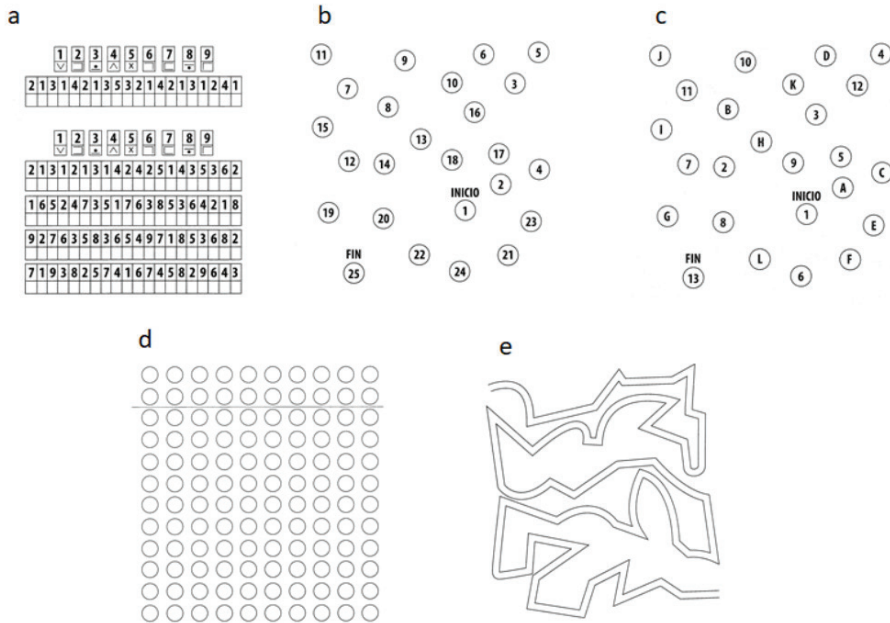 a
1 2 3 4 5 6 7 8 9
2 1 3 1 4 2 1 3 5 3 2 1 4 2 1 3 1 2 4 1
1 2 3 4 5 6 7 8 9
2 1 3 1 2 1 3 1 4 2 4 2 5 1 4 3 5 3 6 2
1 6 5 2 4 7 3 5 1 7 6 3 8 5 3 6 4 2 1 8
9 2 7 6 3 5 8 3 6 5 4 9 7 1 8 5 3 6 8 2
7 1 9 3 8 2 5 7 4 1 6 7 4 5 8 2 9 6 4 3
b
11 9 6 5
7 10 3
8 16
15 13
12 14 18 17 4
2
INICIO
19 20 1 23
FIN
22 21
25 24
c
J 10 D 4
11 K 12
B 3
I H
7 2 9 5 C
A
INICIO
G 8 1 E
FIN
L F
13 6
d
e